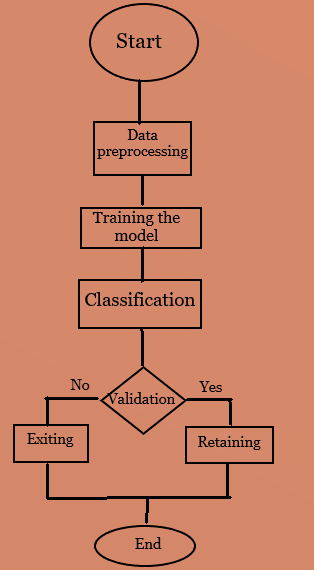 Start
Data
preprocessing
Training the
model
Classification
Validation
No
Yes
Exiting
Retaining
End